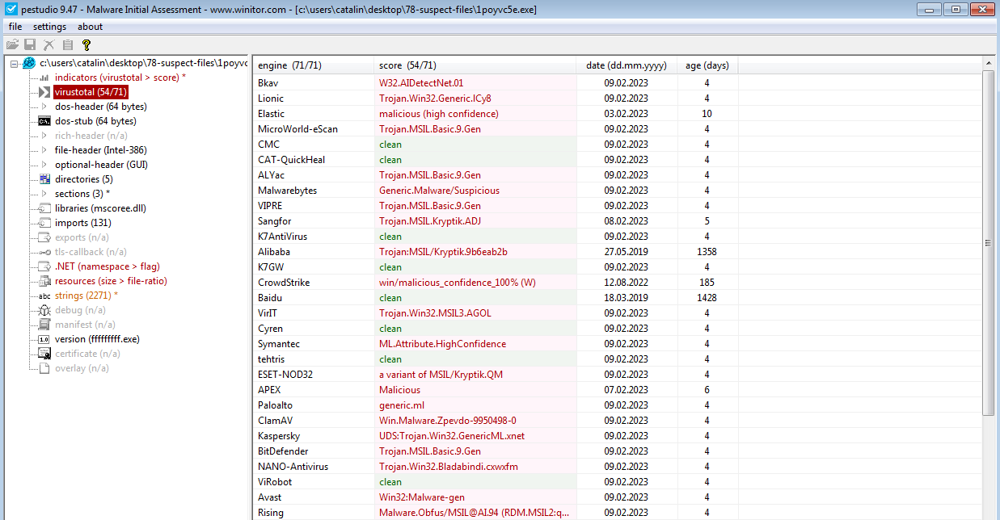 pestudio 9.47 - Malware Initial Assessment - www.winitor.com - [c:\users\catalin\desktop\78-suspect-files\1poyvc5e.exe]
file settings about
c:\users\catalin\desktop\78-suspect-files\1poyvc
indicators (virustotal > score) *
virustotal (54/71)
dos-header (64 bytes)
dos-stub (64 bytes)
rich-header (n/a)
file-header (Intel-386)
optional-header (GUI)
directories (5)
sections (3) *
libraries (mscoree.dll)
imports (131)
exports (n/a)
tls-callback (n/a)
.NET (namespace > flag)
resources (size > file-ratio)
abc strings (2271) *
debug (n/a)
manifest (n/a)
1.0 version (fffffffff.exe)
certificate (n/a)
overlay (n/a)
engine (71/71) score (54/71) date (dd.mm.yyyy) age (days)
Bkav W32.AIDetectNet.01 09.02.2023 4
Lionic Trojan.Win32.Generic.lCy8 09.02.2023 4
Elastic malicious (high confidence) 03.02.2023 10
MicroWorld-eScan Trojan.MSIL.Basic.9.Gen 09.02.2023 4
CMC clean 09.02.2023 4
CAT-QuickHeal clean 09.02.2023 4
ALYac Trojan.MSIL.Basic.9.Gen 09.02.2023 4
Malwarebytes Generic.Malware/Suspicious 09.02.2023 4
VIPRE Trojan.MSIL.Basic.9.Gen 09.02.2023 4
Sangfor Trojan.MSIL.Kryptik.ADJ 08.02.2023 5
K7AntiVirus clean 09.02.2023 4
Alibaba Trojan:MSIL/Kryptik.9b6eab2b 27.05.2019 1358
K7GW clean 09.02.2023 4
CrowdStrike win/malicious_confidence_100% (W) 12.08.2022 185
Baidu clean 18.03.2019 1428
VirIT Trojan.Win32.MSIL3.AGOL 09.02.2023 4
Cyren clean 09.02.2023 4
Symantec ML.Attribute.HighConfidence 09.02.2023 4
tehtris clean 09.02.2023 4
ESET-NOD32 a variant of MSIL/Kryptik.QM 09.02.2023 4
APEX Malicious 07.02.2023 6
Paloalto generic.ml 09.02.2023 4
ClamAV Win.Malware.Zpevdo-9950498-0 09.02.2023 4
Kaspersky UDS:Trojan.Win32.GenericML.xnet 09.02.2023 4
BitDefender Trojan.MSIL.Basic.9.Gen 09.02.2023 4
NANO-Antivirus Trojan.Win32.Bladabindi.cxwxfm 09.02.2023 4
ViRobot clean 09.02.2023 4
Avast Win32:Malware-gen 09.02.2023 4
Rising Malware.Obfus/MSIL@AI.94 (RDM.MSIL2:q... 09.02.2023 4